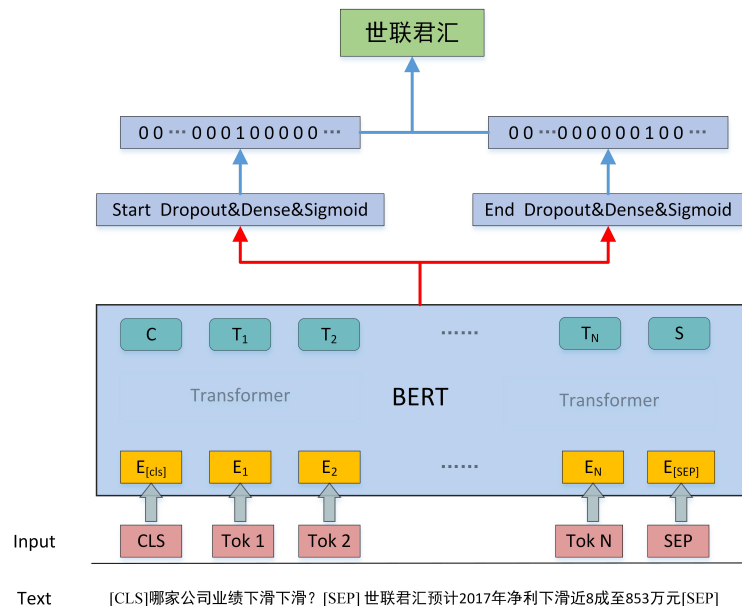 世联君汇
0 0 ··· 0 0 0 1 0 0 0 0 0 ··· 0 0 ··· 0 0 0 0 0 0 1 0 0 ···
Start Dropout&Dense&Sigmoid End Dropout&Dense&Sigmoid
C T1 T2 ······ TN S
Transformer BERT Transformer
E[cls] E1 E2 ······ EN E[SEP]
Input CLS Tok 1 Tok 2 Tok N SEP
Text [CLS]哪家公司业绩下滑下滑？[SEP] 世联君汇预计2017年净利下滑近8成至853万元[SEP]